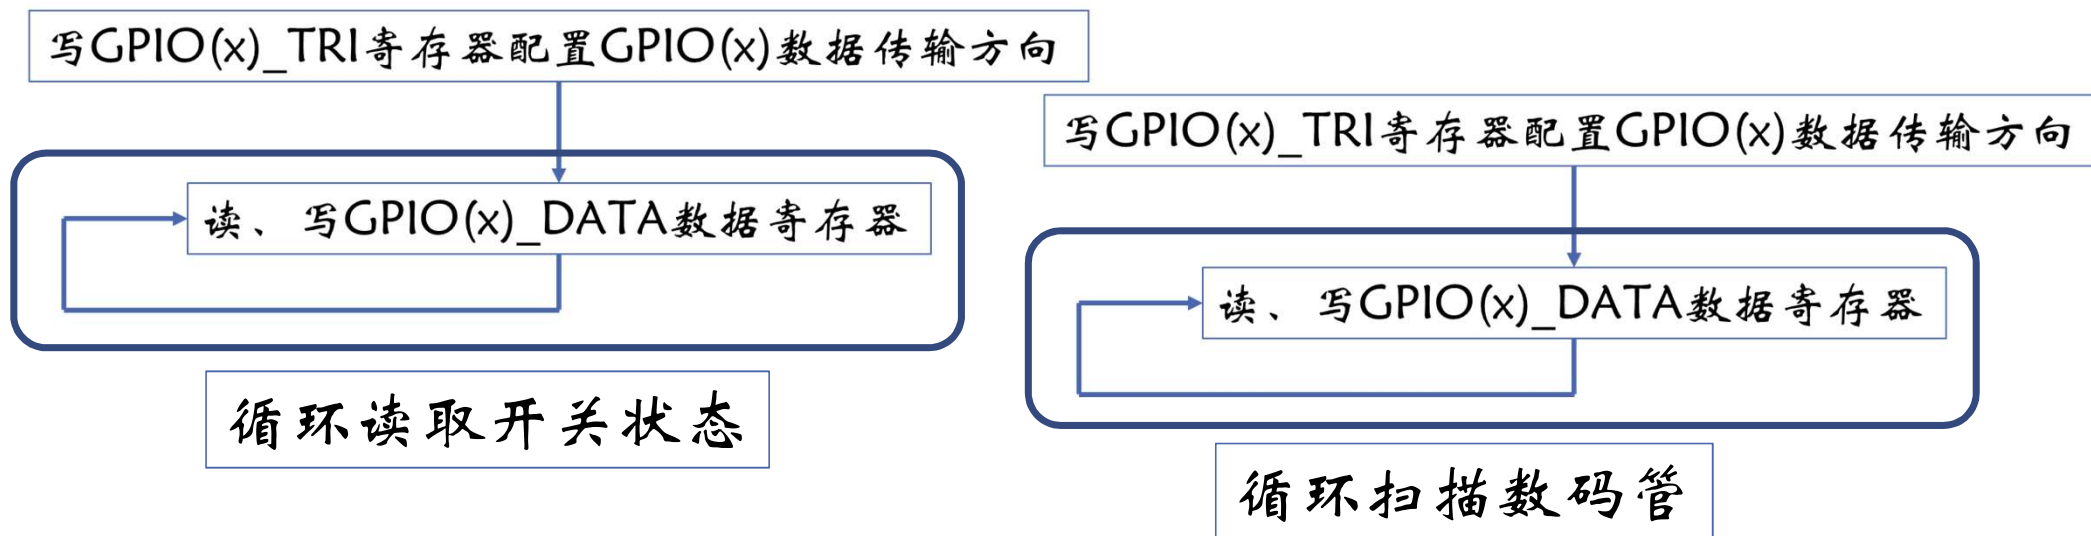 写GPIO(x)_TRI寄存器配置GPIO(x)数据传输方向
读、写GPIO(x)_DATA数据寄存器
循环读取开关状态
写GPIO(x)_TRI寄存器配置GPIO(x)数据传输方向
读、写GPIO(x)_DATA数据寄存器
循环扫描数码管